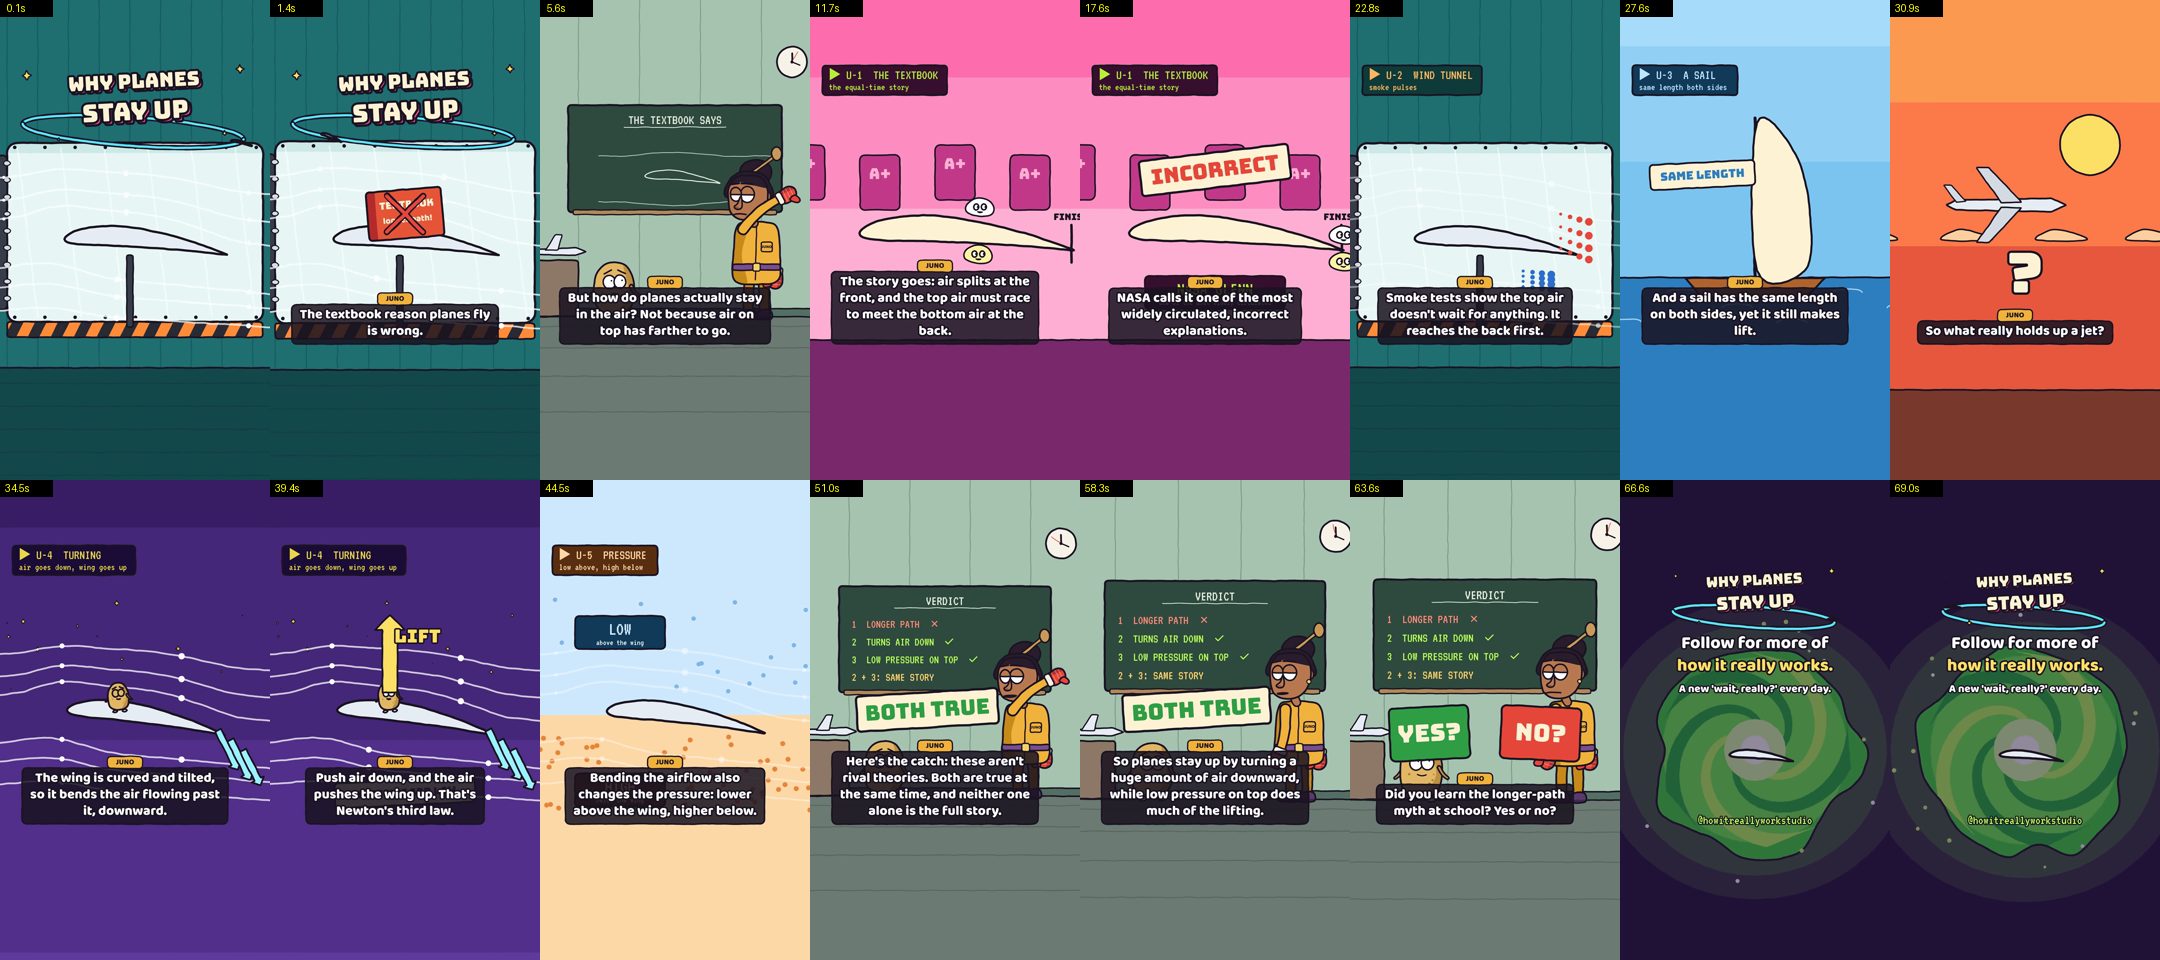 0.1s
WHY PLANES
STAY UP
1.4s
WHY PLANES
STAY UP
JUNO
The textbook reason planes fly
is wrong.
5.6s
THE TEXTBOOK SAYS
JUNO
JUNO
But how do planes actually stay
in the air? Not because air on
top has farther to go.
11.7s
U-1 THE TEXTBOOK
the equal-time story
A+
A+
A+
JUNO
The story goes: air splits at the
front, and the top air must race
to meet the bottom air at the
back.
17.6s
U-1 THE TEXTBOOK
the equal-time story
INCORRECT
A+
JUNO
NASA calls it one of the most
widely circulated, incorrect
explanations.
22.8s
U-2 WIND TUNNEL
smoke pulses
JUNO
Smoke tests show the top air
doesn't wait for anything. It
reaches the back first.
27.6s
U-3 A SAIL
same length both sides
SAME LENGTH
JUNO
And a sail has the same length
on both sides, yet it still makes
lift.
30.9s
?
JUNO
So what really holds up a jet?
34.5s
U-4 TURNING
air goes down, wing goes up
JUNO
The wing is curved and tilted,
so it bends the air flowing past
it, downward.
39.4s
U-4 TURNING
air goes down, wing goes up
LIFT
JUNO
Push air down, and the air
pushes the wing up. That's
Newton's third law.
44.5s
U-5 PRESSURE
low above, high below
LOW
above the wing
JUNO
Bending the airflow also
changes the pressure: lower
above the wing, higher below.
51.0s
VERDICT
1 LONGER PATH ✕
2 TURNS AIR DOWN ✓
3 LOW PRESSURE ON TOP ✓
2 + 3: SAME STORY
BOTH TRUE
JUNO
Here's the catch: these aren't
rival theories. Both are true at
the same time, and neither one
alone is the full story.
58.3s
VERDICT
1 LONGER PATH ✕
2 TURNS AIR DOWN ✓
3 LOW PRESSURE ON TOP ✓
2 + 3: SAME STORY
BOTH TRUE
JUNO
So planes stay up by turning a
huge amount of air downward,
while low pressure on top does
much of the lifting.
63.6s
VERDICT
1 LONGER PATH ✕
2 TURNS AIR DOWN ✓
3 LOW PRESSURE ON TOP ✓
2 + 3: SAME STORY
YES?
NO?
JUNO
Did you learn the longer-path
myth at school? Yes or no?
66.6s
WHY PLANES
STAY UP
Follow for more of
how it really works.
A new 'wait, really?' every day.
@howitreallyworkstudio
69.0s
WHY PLANES
STAY UP
Follow for more of
how it really works.
A new 'wait, really?' every day.
@howitreallyworkstudio